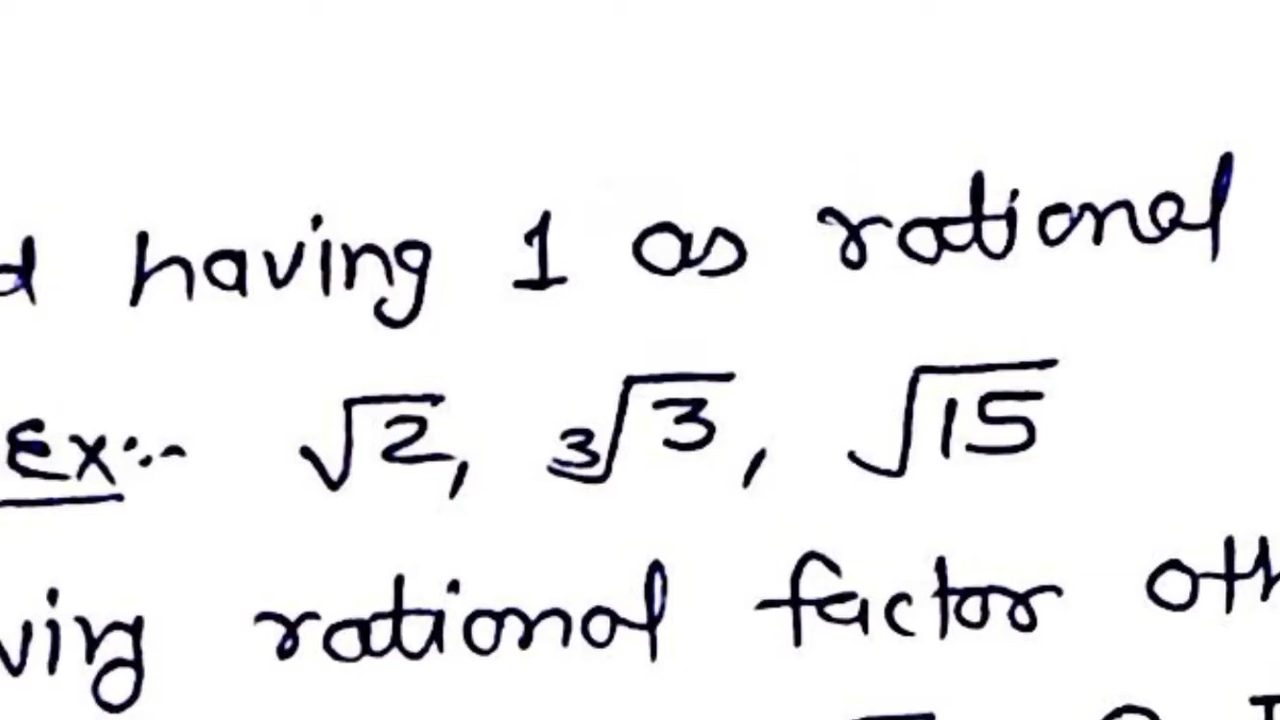 having 1 as rational
Ex:- √2, ∛3, √15
rational factor